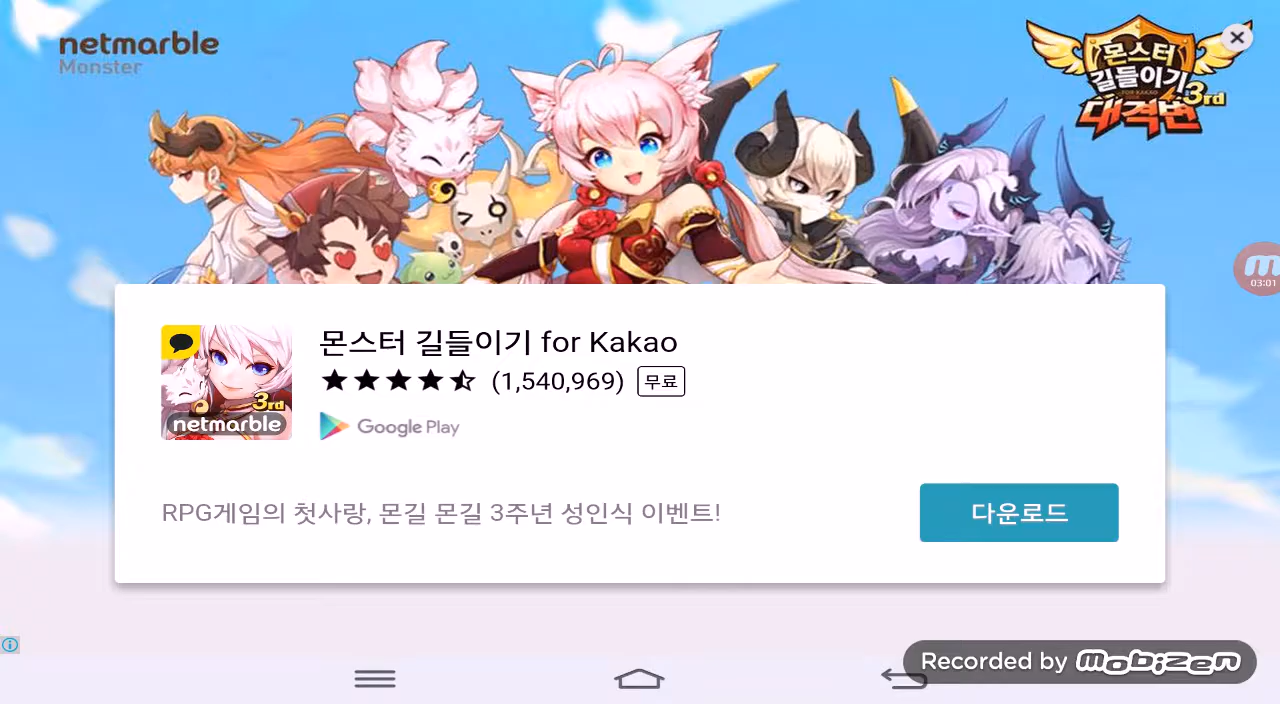 netmarble
Monster
몬스터
길들이기
FOR KAKAO
3rd
대격변
03:01
몬스터 길들이기 for Kakao
(1,540,969) 무료
3rd
netmarble
Google Play
RPG게임의 첫사랑, 몬길 몬길 3주년 성인식 이벤트!
다운로드
Recorded by mobizen